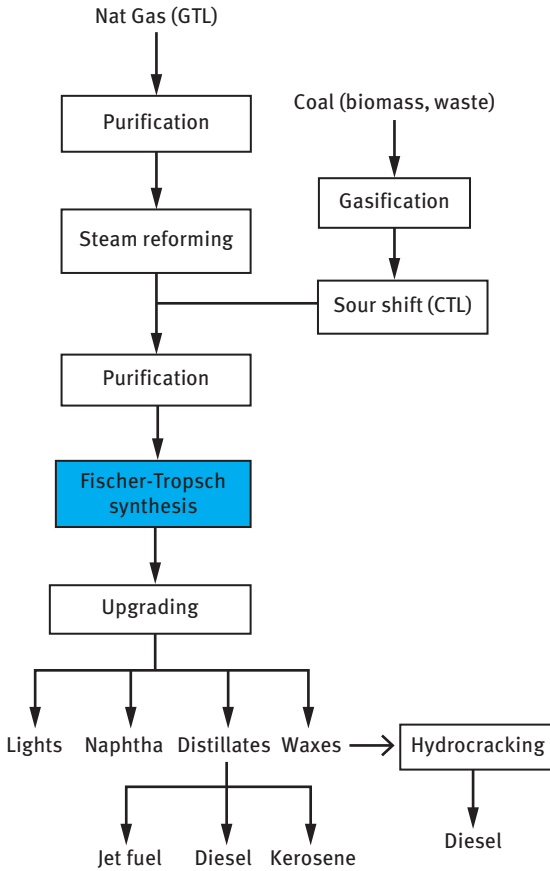 Nat Gas (GTL)
Coal (biomass, waste)
Purification
Gasification
Steam reforming
Sour shift (CTL)
Purification
Fischer-Tropsch
synthesis
Upgrading
Lights
Naphtha
Distillates
Waxes
Hydrocracking
Jet fuel
Diesel
Kerosene
Diesel